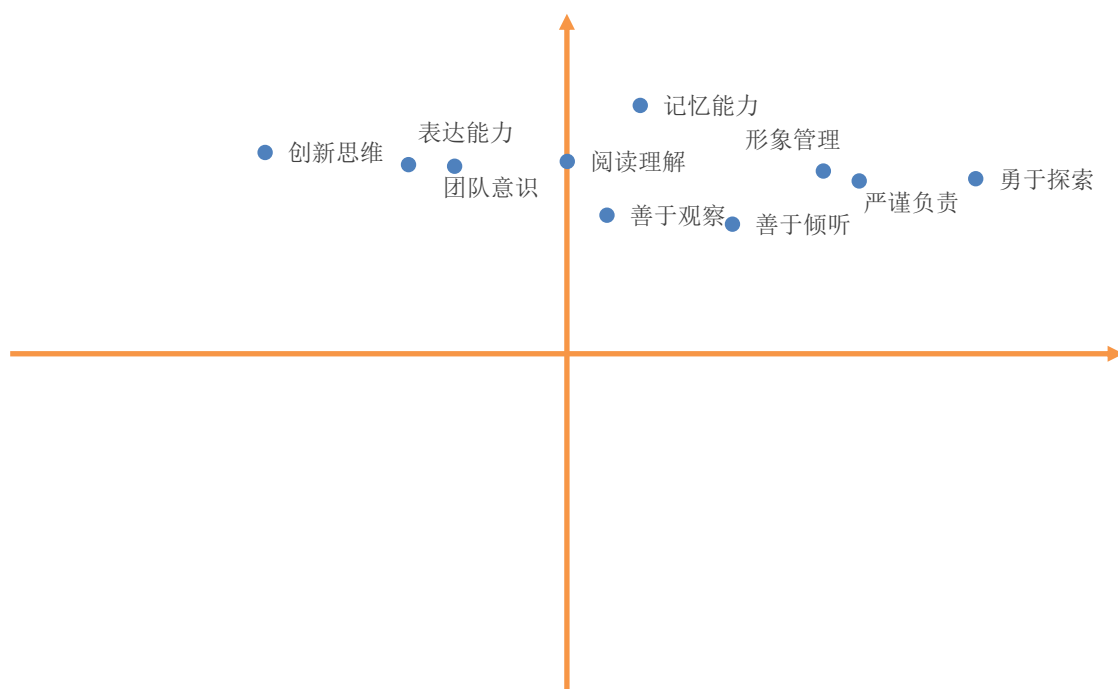 记忆能力
表达能力
形象管理
创新思维
阅读理解
勇于探索
团队意识
严谨负责
善于观察
善于倾听